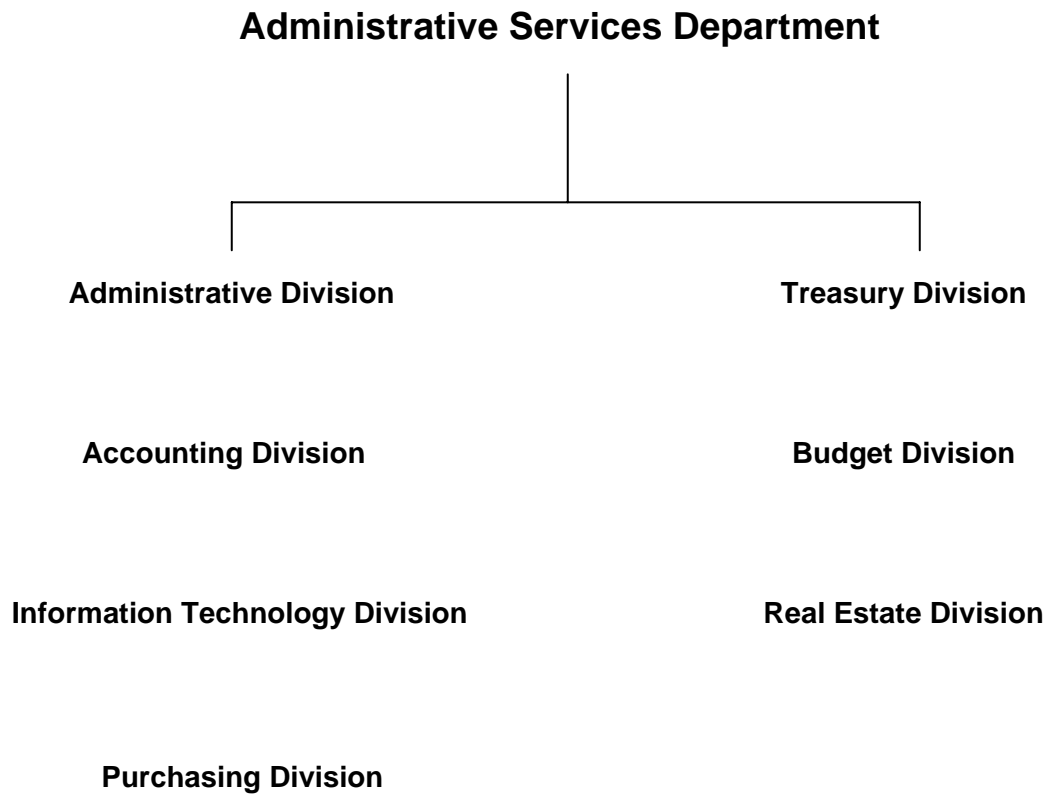 Administrative Services Department
Administrative Division
Treasury Division
Accounting Division
Budget Division
Information Technology Division
Real Estate Division
Purchasing Division